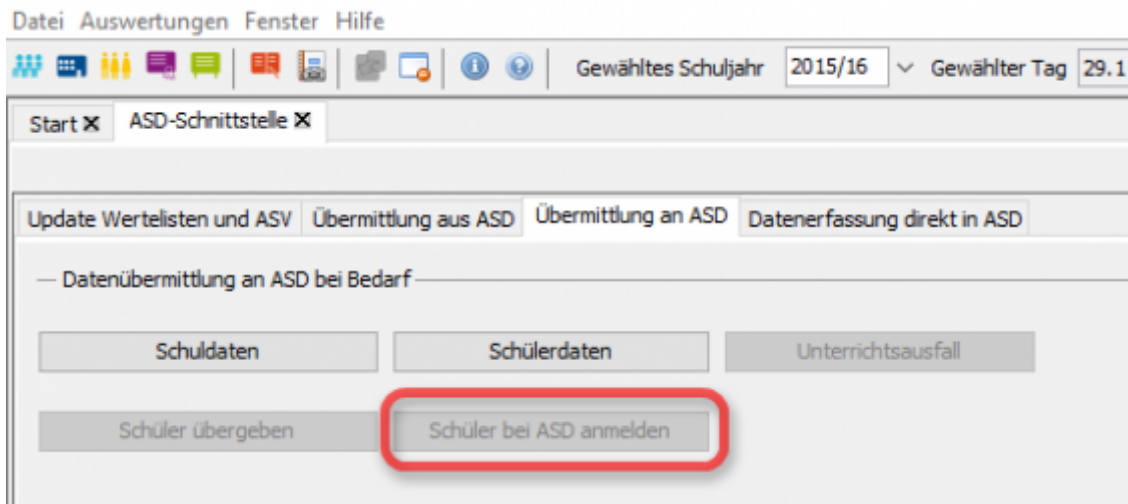 Datei Auswertungen Fenster Hilfe
Gewähltes Schuljahr 2015/16 Gewählter Tag 29.1
Start ASD-Schnittstelle
Update Wertelisten und ASV Übermittlung aus ASD Übermittlung an ASD Datenerfassung direkt in ASD
Datenübermittlung an ASD bei Bedarf
Schuldaten Schülerdaten Unterrichtsausfall
Schüler übergeben Schüler bei ASD anmelden